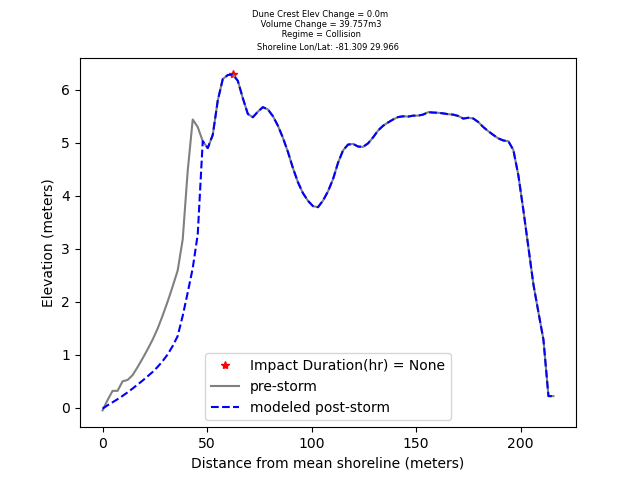 Dune Crest Elev Change = 0.0m
Volume Change = 39.757m3
Regime = Collision
Shoreline Lon/Lat: -81.309 29.966
6
5
4
3
2
1
0
Elevation (meters)
Impact Duration(hr) = None
pre-storm
modeled post-storm
0 50 100 150 200
Distance from mean shoreline (meters)